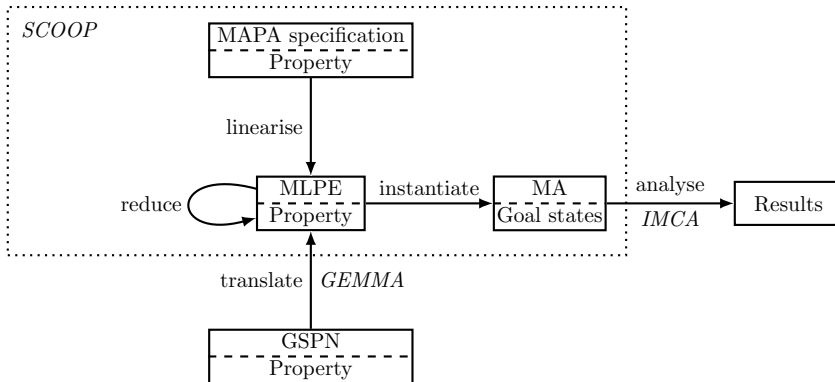 SCOOP
MAPA specification
Property
linearise
reduce
MLPE
Property
instantiate
MA
Goal states
analyse
IMCA
Results
translate
GEMMA
GSPN
Property